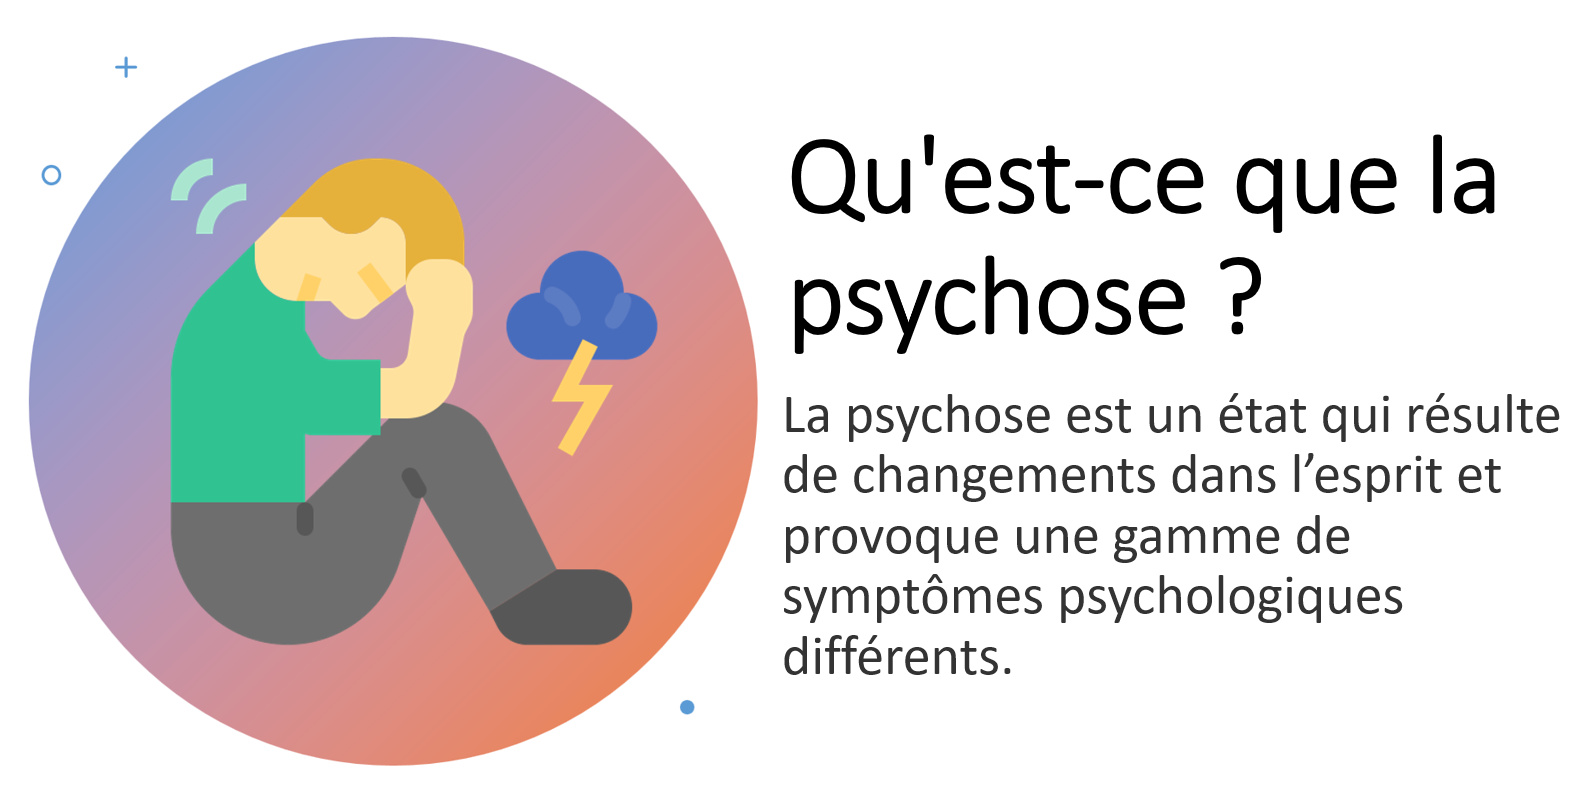 Qu'est-ce que la
psychose ?
La psychose est un état qui résulte
de changements dans l’esprit et
provoque une gamme de
symptômes psychologiques
différents.